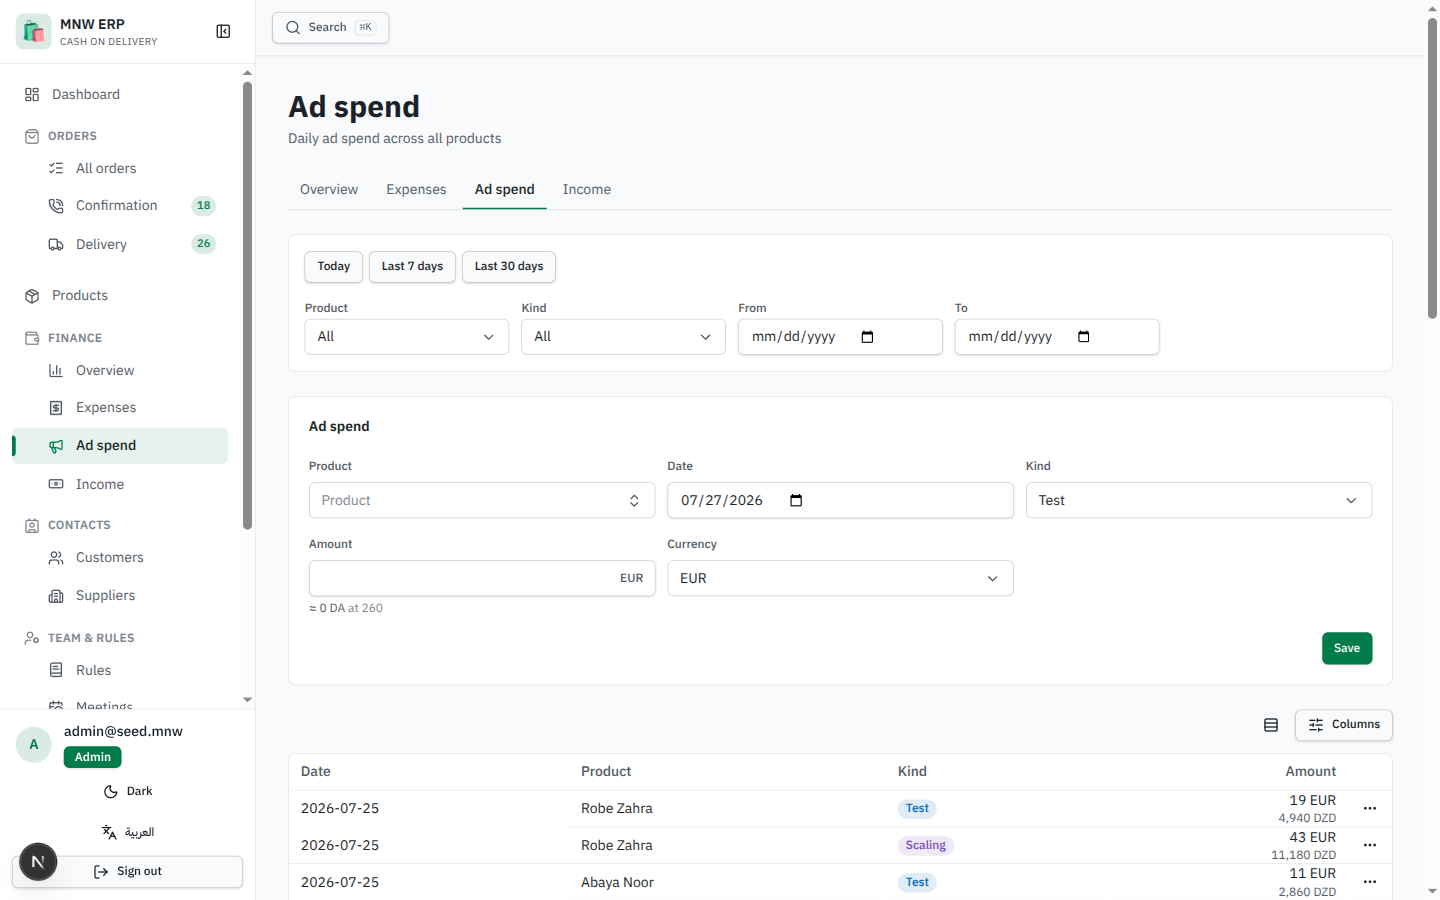 MNW ERP
CASH ON DELIVERY
Search ⌘K
Dashboard
ORDERS
All orders
Confirmation 18
Delivery 26
Products
FINANCE
Overview
Expenses
Ad spend
Income
CONTACTS
Customers
Suppliers
TEAM & RULES
Rules
Meetings
A
admin@seed.mnw
Admin
Dark
العربية
N
Sign out
Ad spend
Daily ad spend across all products
Overview Expenses Ad spend Income
Today Last 7 days Last 30 days
Product Kind From To
All All mm/dd/yyyy mm/dd/yyyy
Ad spend
Product Date Kind
Product 07/27/2026 Test
Amount Currency
EUR EUR
≈ 0 DA at 260
Save
Columns
Date Product Kind Amount
2026-07-25 Robe Zahra Test 19 EUR
4,940 DZD
2026-07-25 Robe Zahra Scaling 43 EUR
11,180 DZD
2026-07-25 Abaya Noor Test 11 EUR
2,860 DZD